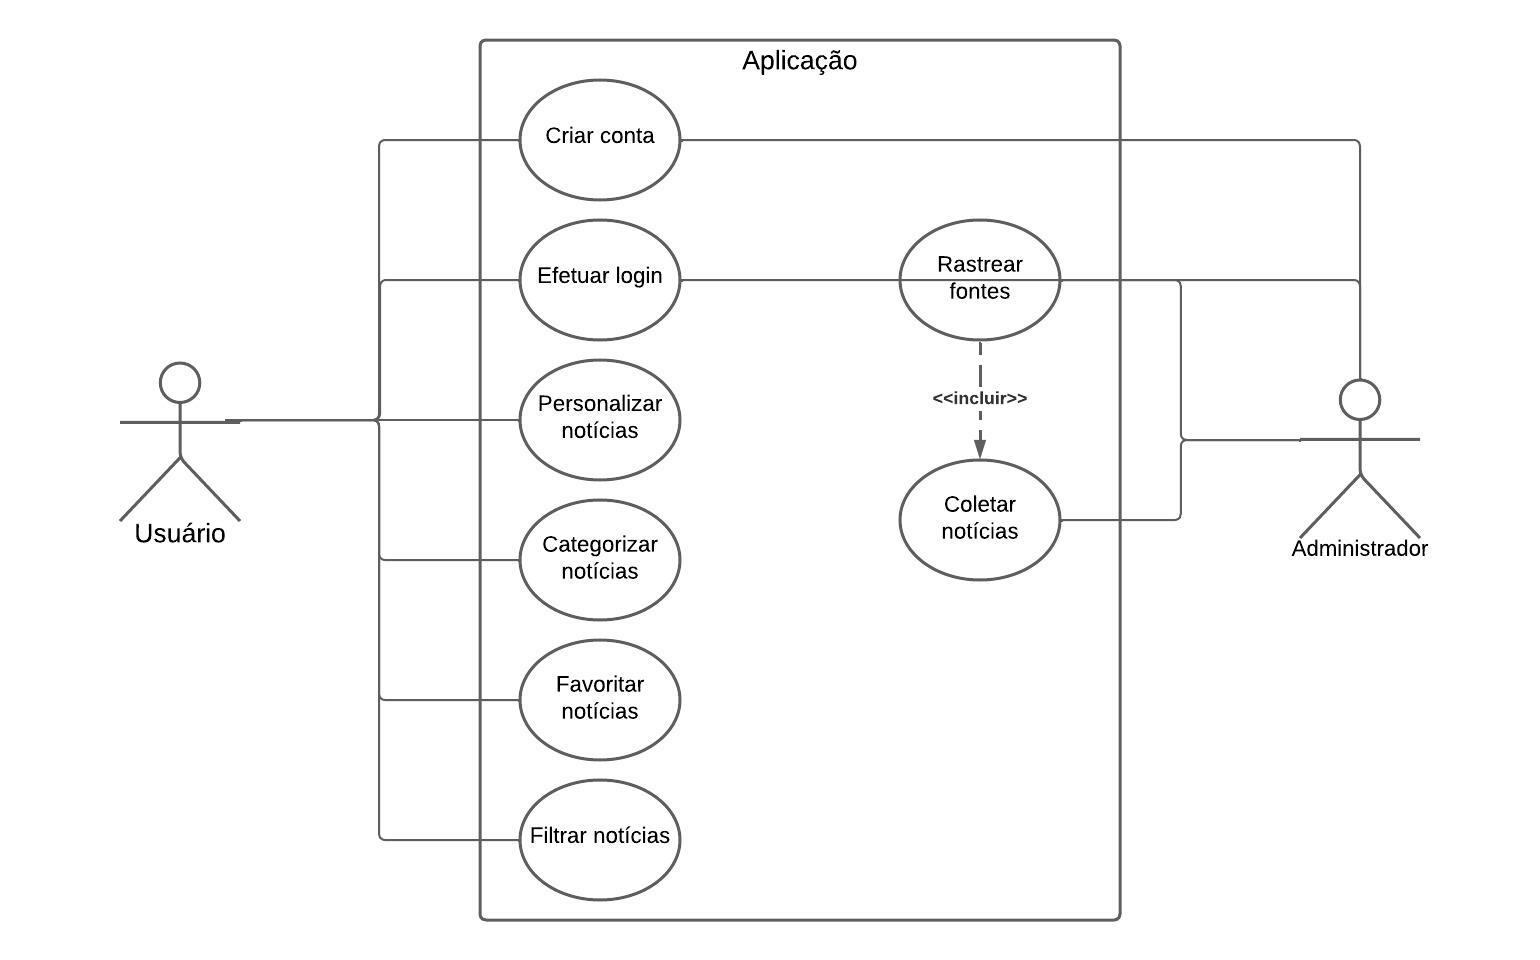 Aplicação
Criar conta
Efetuar login
Rastrear
fontes
Personalizar
notícias
<<incluir>>
Categorizar
notícias
Coletar
notícias
Usuário
Administrador
Favoritar
notícias
Filtrar notícias